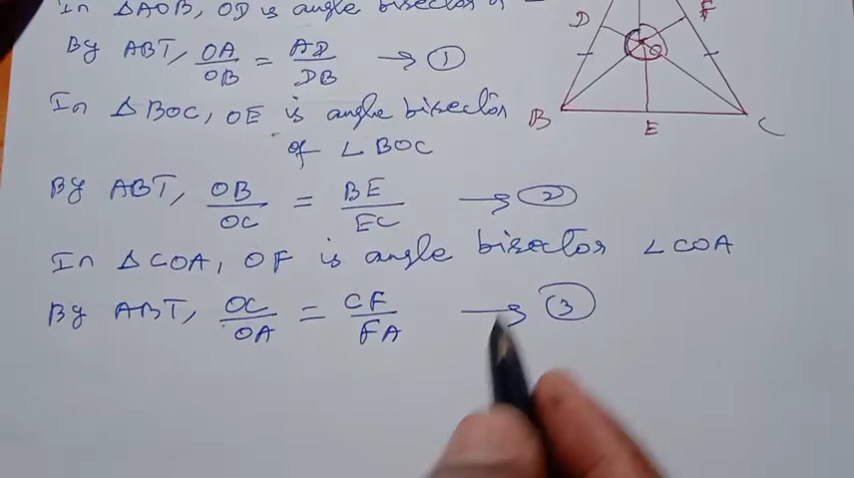 In ΔAOB, OD is angle bisector of
By ABT, OA/OB = AD/DB → ①
In ΔBOC, OE is angle bisector
of ∠BOC
By ABT, OB/OC = BE/EC → ②
In ΔCOA, OF is angle bisector ∠COA
By ABT, OC/OA = CF/FA → ③
D
F
O
B
E
C